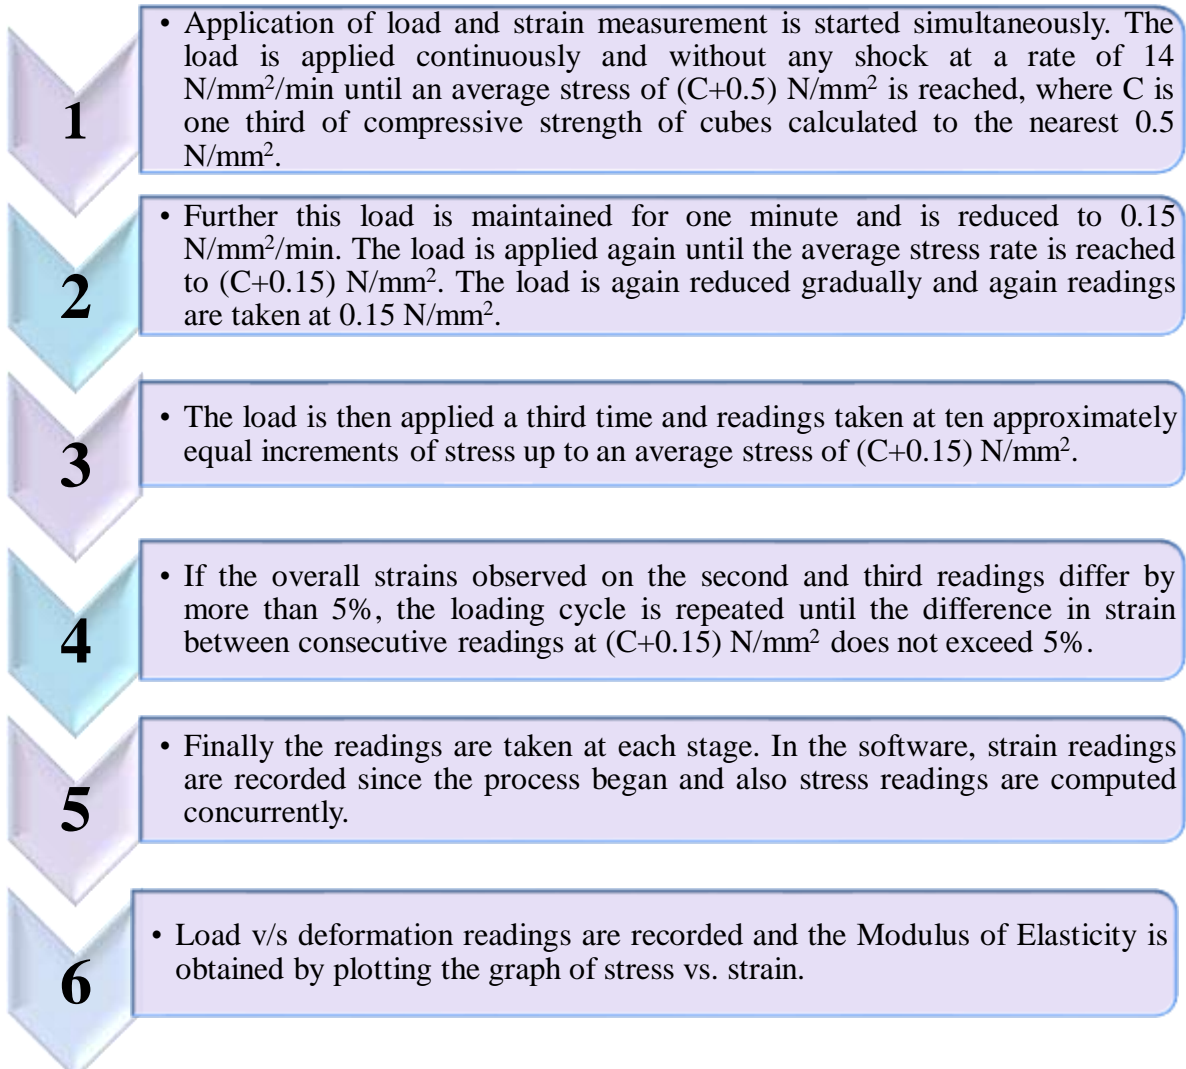 1
• Application of load and strain measurement is started simultaneously. The
load is applied continuously and without any shock at a rate of 14
N/mm²/min until an average stress of (C+0.5) N/mm² is reached, where C is
one third of compressive strength of cubes calculated to the nearest 0.5
N/mm².
2
• Further this load is maintained for one minute and is reduced to 0.15
N/mm²/min. The load is applied again until the average stress rate is reached
to (C+0.15) N/mm². The load is again reduced gradually and again readings
are taken at 0.15 N/mm².
3
• The load is then applied a third time and readings taken at ten approximately
equal increments of stress up to an average stress of (C+0.15) N/mm².
4
• If the overall strains observed on the second and third readings differ by
more than 5%, the loading cycle is repeated until the difference in strain
between consecutive readings at (C+0.15) N/mm² does not exceed 5%.
5
• Finally the readings are taken at each stage. In the software, strain readings
are recorded since the process began and also stress readings are computed
concurrently.
6
• Load v/s deformation readings are recorded and the Modulus of Elasticity is
obtained by plotting the graph of stress vs. strain.